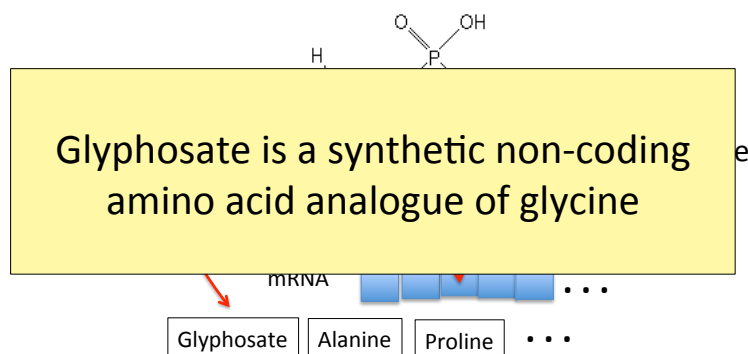 O
OH
H
P
Glyphosate is a synthetic non-coding
e
amino acid analogue of glycine
mRNA
. . .
Glyphosate Alanine Proline . . .